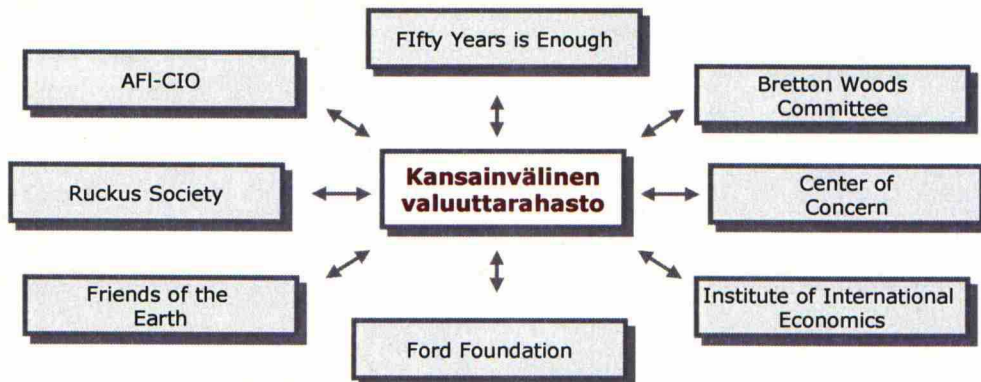 FIfty Years is Enough
AFl-CIO
Bretton Woods
Committee
Ruckus Society
Kansainvälinen
valuuttarahasto
Center of
Concern
Friends of the
Earth
Institute of International
Economics
Ford Foundation